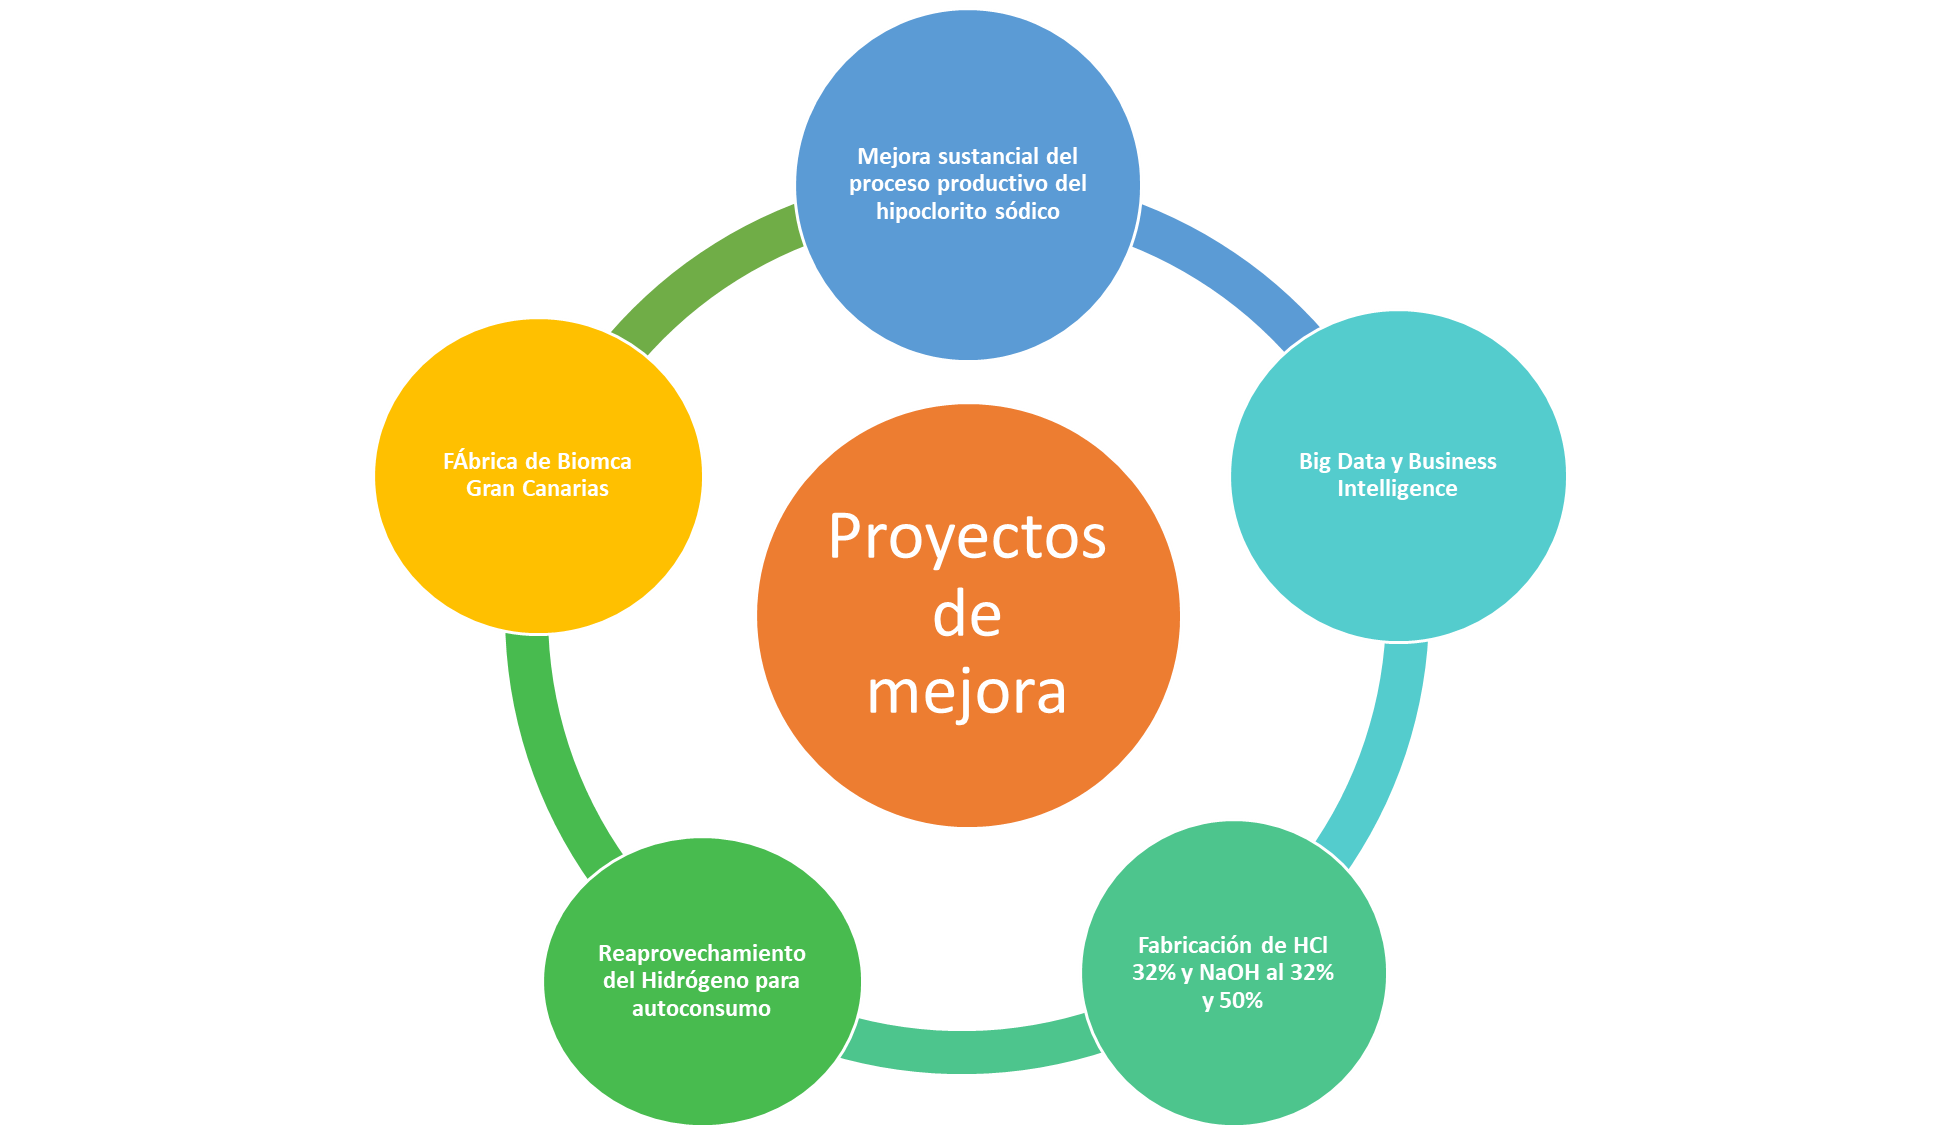 Mejora sustancial del
proceso productivo del
hipoclorito sódico
Big Data y Business
Intelligence
Fabricación de HCl
32% y NaOH al 32%
y 50%
Reaprovechamiento
del Hidrógeno para
autoconsumo
FÁbrica de Biomca
Gran Canarias
Proyectos
de
mejora